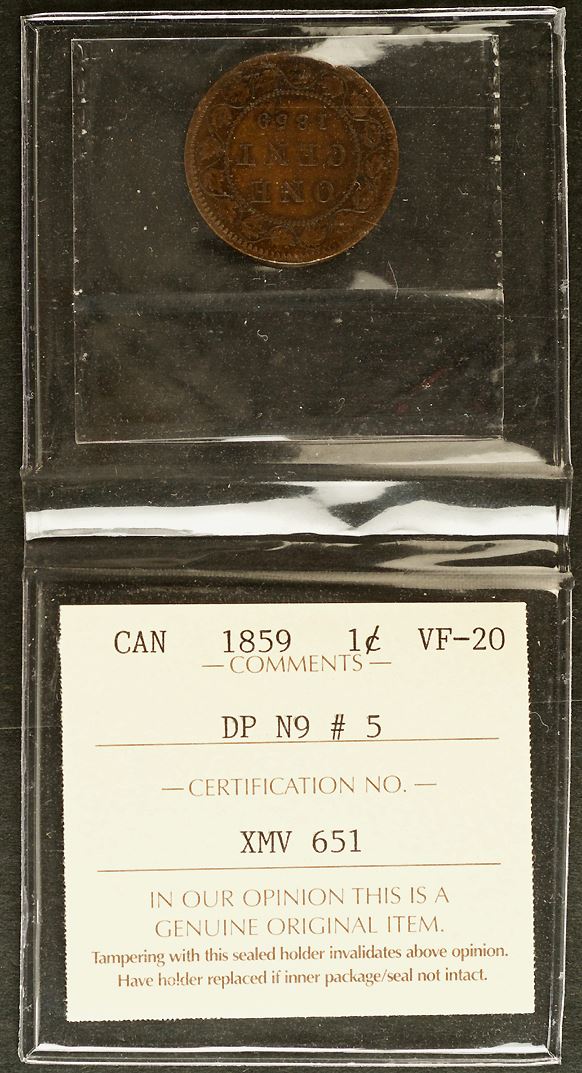 ONE
CENT
1859
CAN 1859 1¢ VF-20
COMMENTS
DP N9 # 5
CERTIFICATION NO.
XMV 651
IN OUR OPINION THIS IS A
GENUINE ORIGINAL ITEM.
Tampering with this sealed holder invalidates above opinion.
Have holder replaced if inner package/seal not intact.